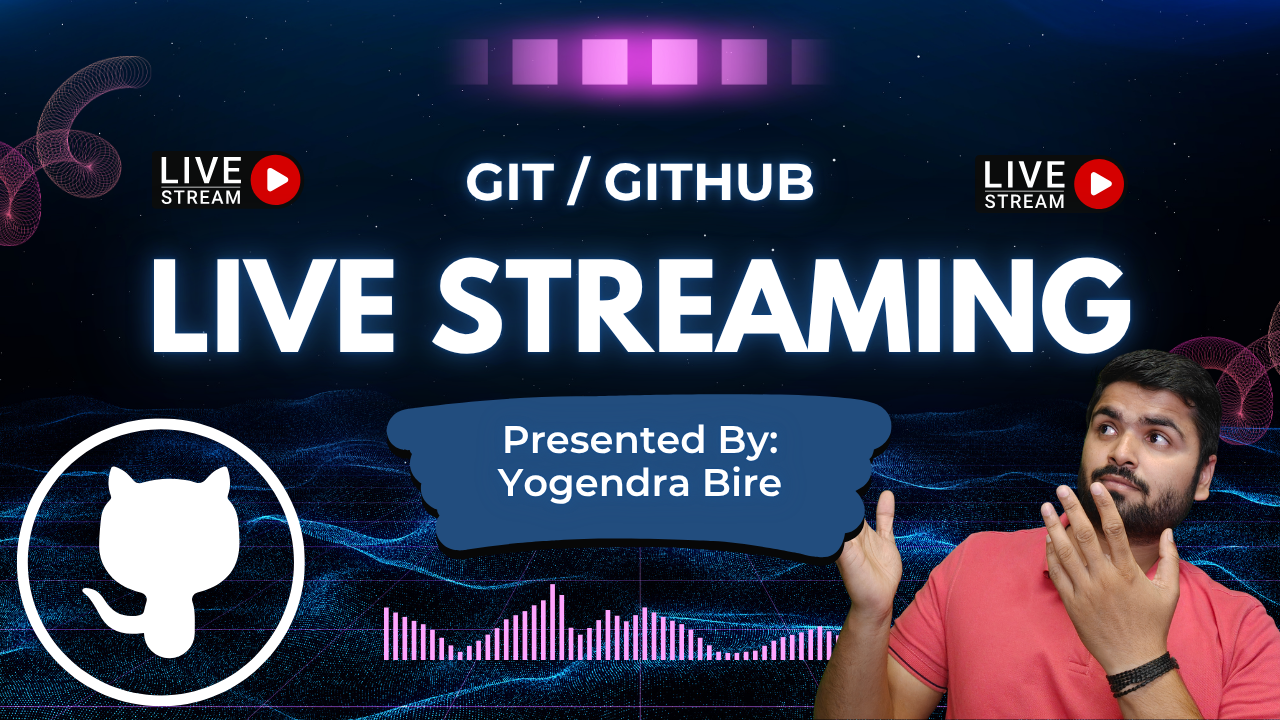 LIVE
STREAM
GIT / GITHUB
LIVE
STREAM
LIVE STREAMING
Presented By:
Yogendra Bire